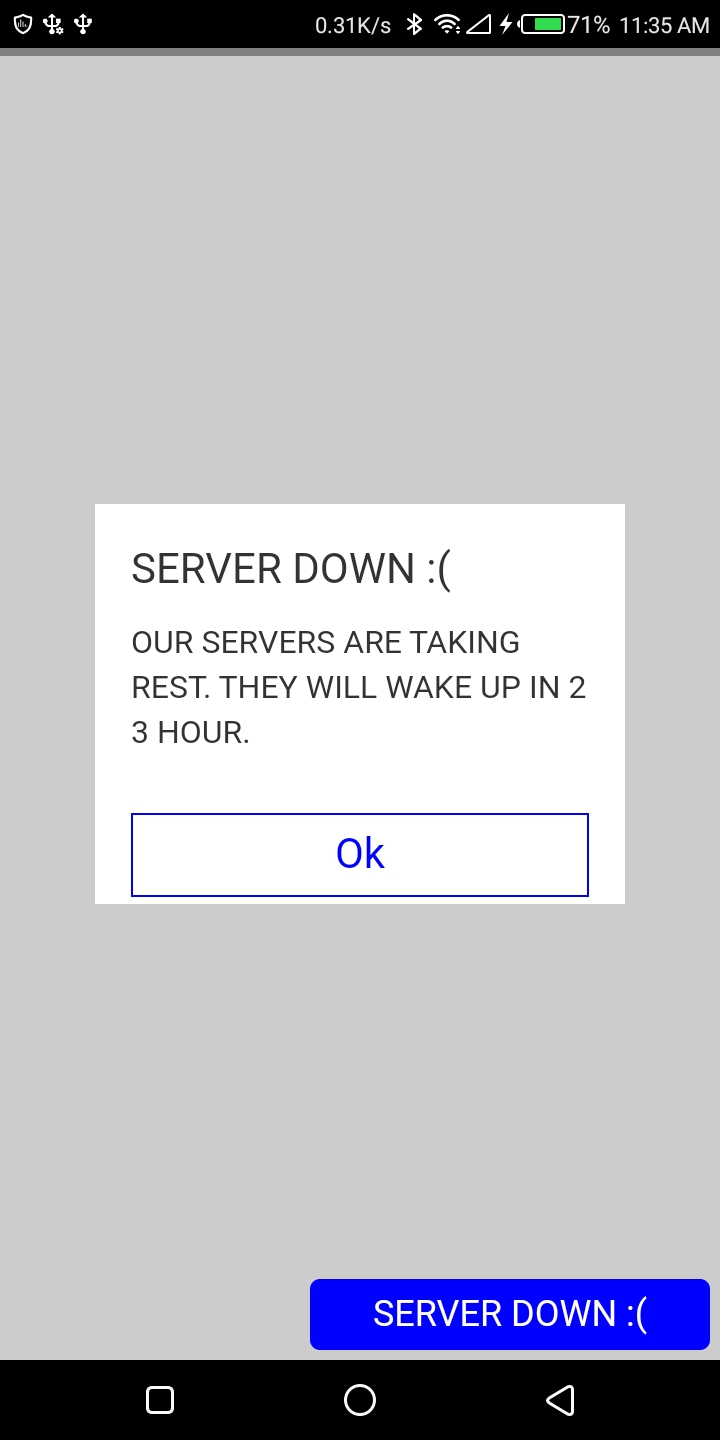 0.31K/s 71% 11:35 AM
SERVER DOWN :(
OUR SERVERS ARE TAKING
REST. THEY WILL WAKE UP IN 2
3 HOUR.
Ok
SERVER DOWN :(